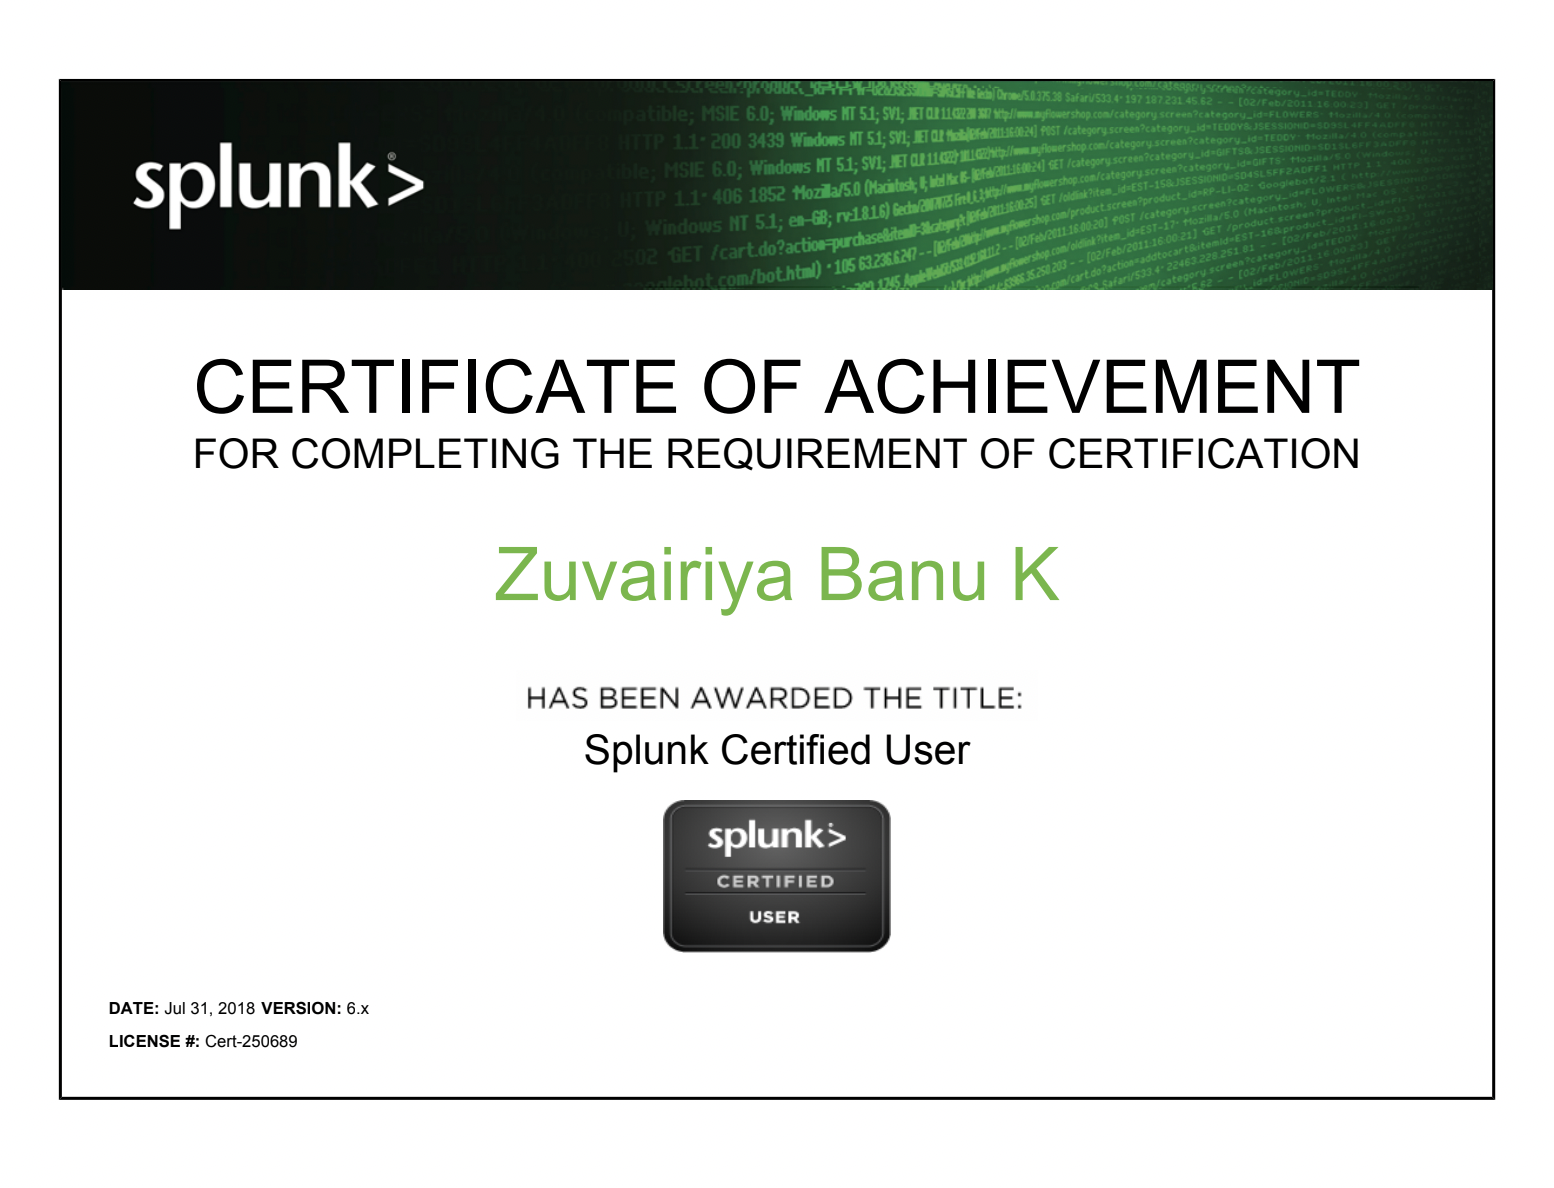 splunk>
CERTIFICATE OF ACHIEVEMENT
FOR COMPLETING THE REQUIREMENT OF CERTIFICATION
Zuvairiya Banu K
HAS BEEN AWARDED THE TITLE:
Splunk Certified User
splunk>
CERTIFIED
USER
DATE: Jul 31, 2018 VERSION: 6.x
LICENSE #: Cert-250689